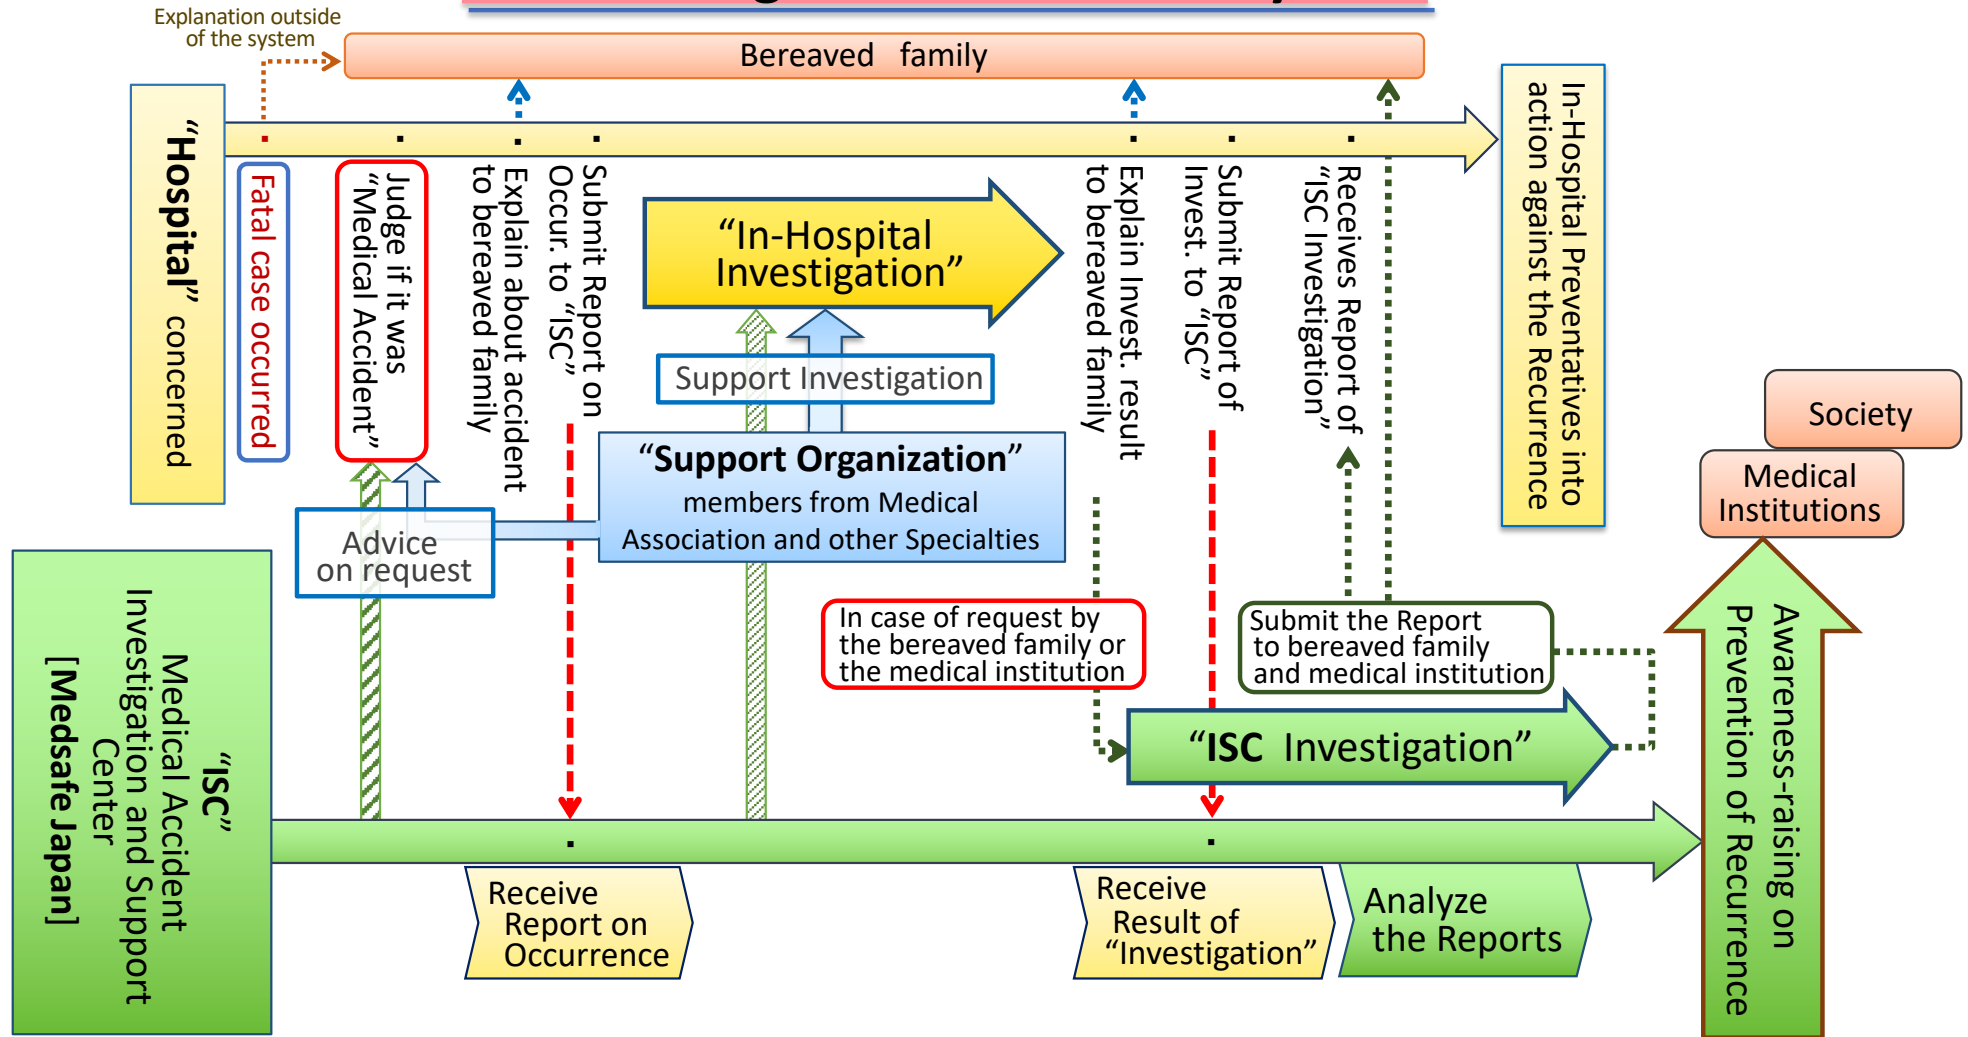 Explanation outside
of the system
Bereaved family
“Hospital” concerned
Fatal case occurred
Judge if it was
“Medical Accident”
Explain about accident
to bereaved family
Submit Report on
Occur. to “ISC”
“In-Hospital
Investigation”
Explain Invest. result
to bereaved family
Submit Report of
Invest. to “ISC”
Receives Report of
“ISC Investigation”
In-Hospital Preventatives into
action against the Recurrence
Support Investigation
“Support Organization”
members from Medical
Association and other Specialties
Advice
on request
Society
Medical
Institutions
In case of request by
the bereaved family or
the medical institution
Submit the Report
to bereaved family
and medical institution
“ISC Investigation”
“ISC”
Medical Accident
Investigation and Support
Center
[Medsafe Japan]
Receive
Report on
Occurrence
Receive
Result of
“Investigation”
Analyze
the Reports
Awareness-raising on
Prevention of Recurrence